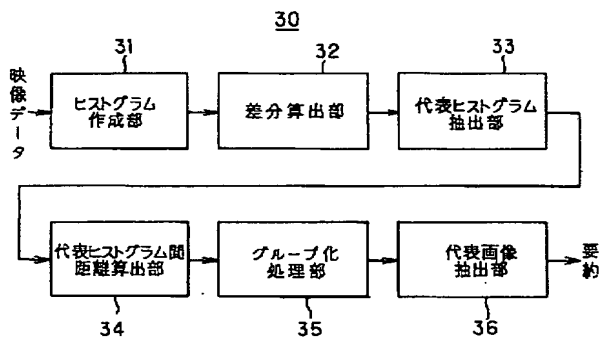 30
31
32
33
映像データ
ヒストグラム
作成部
差分算出部
代表ヒストグラム
抽出部
代表ヒストグラム間
距離算出部
グループ化
処理部
代表画像
抽出部
要約
34
35
36